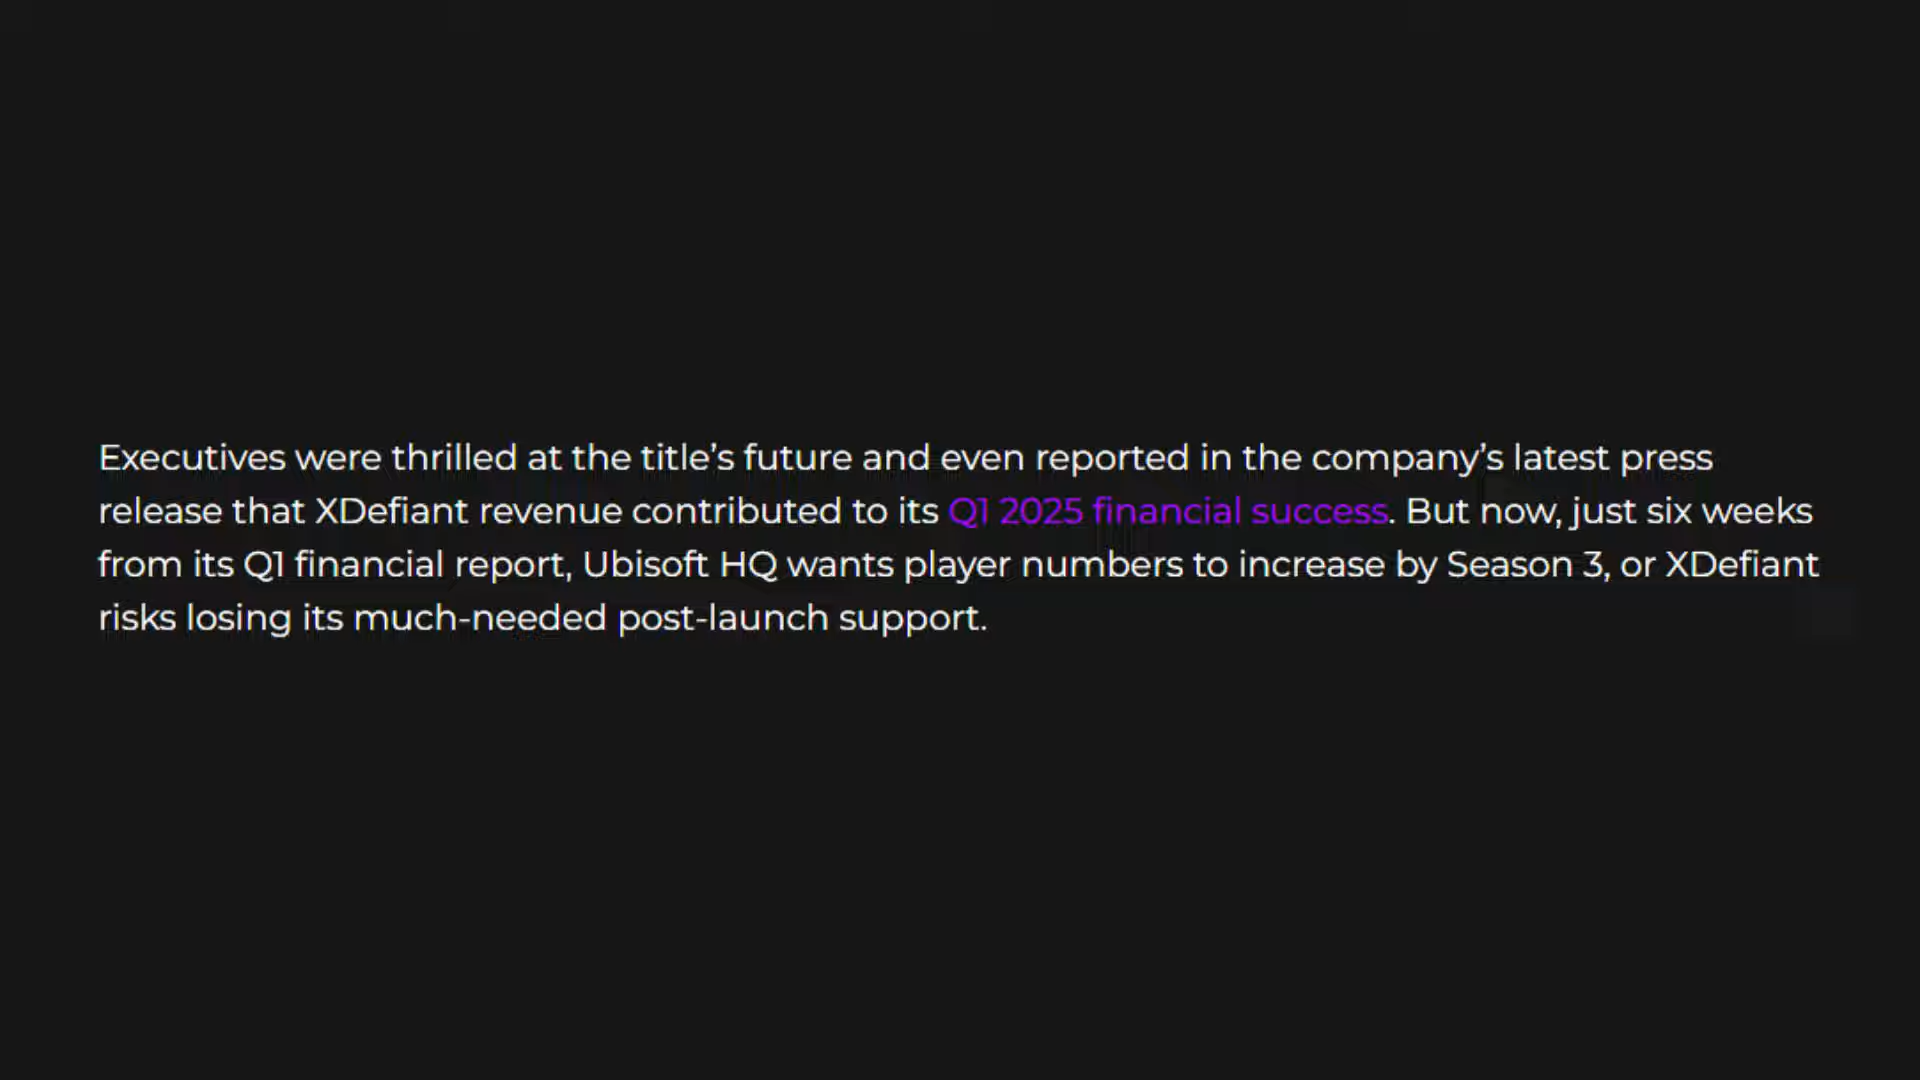 Executives were thrilled at the title’s future and even reported in the company’s latest press
release that XDefiant revenue contributed to its Q1 2025 financial success. But now, just six weeks
from its Q1 financial report, Ubisoft HQ wants player numbers to increase by Season 3, or XDefiant
risks losing its much-needed post-launch support.